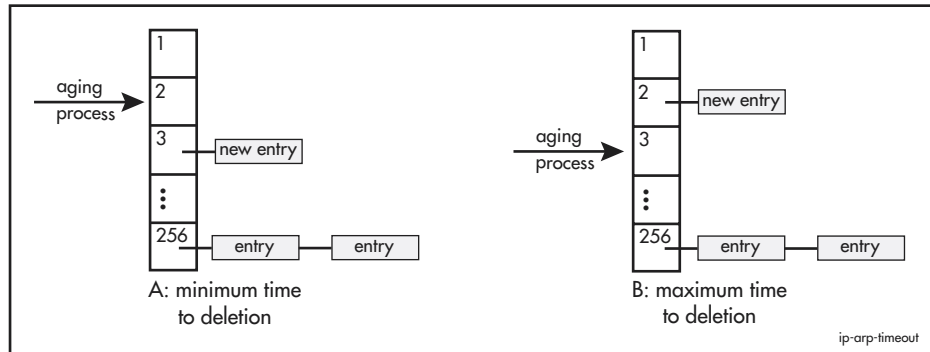 1
aging
process
2
3
new entry
⋮
256
entry
entry
A: minimum time
to deletion
1
2
new entry
aging
process
3
⋮
256
entry
entry
B: maximum time
to deletion
ip-arp-timeout